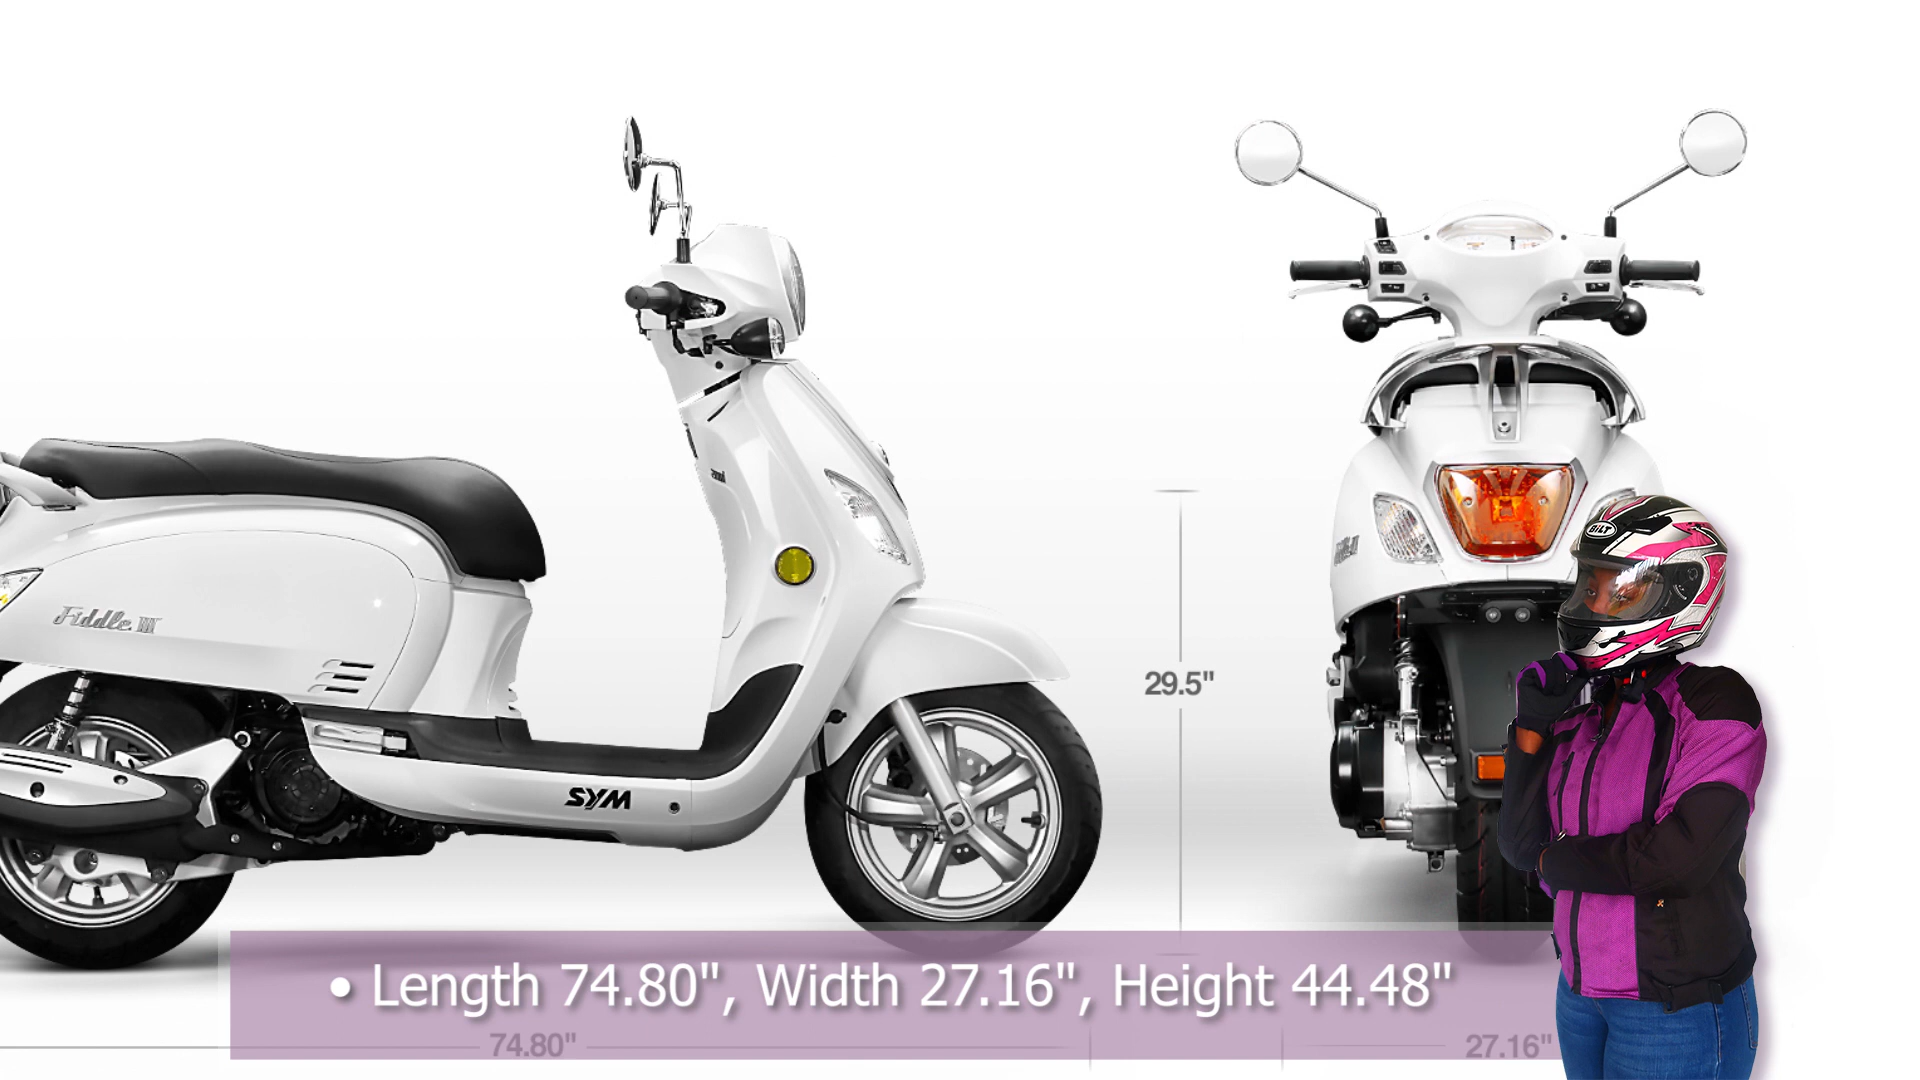 BiLT
Fiddle III
29.5"
SYM
• Length 74.80", Width 27.16", Height 44.48"
74.80"
27.16"